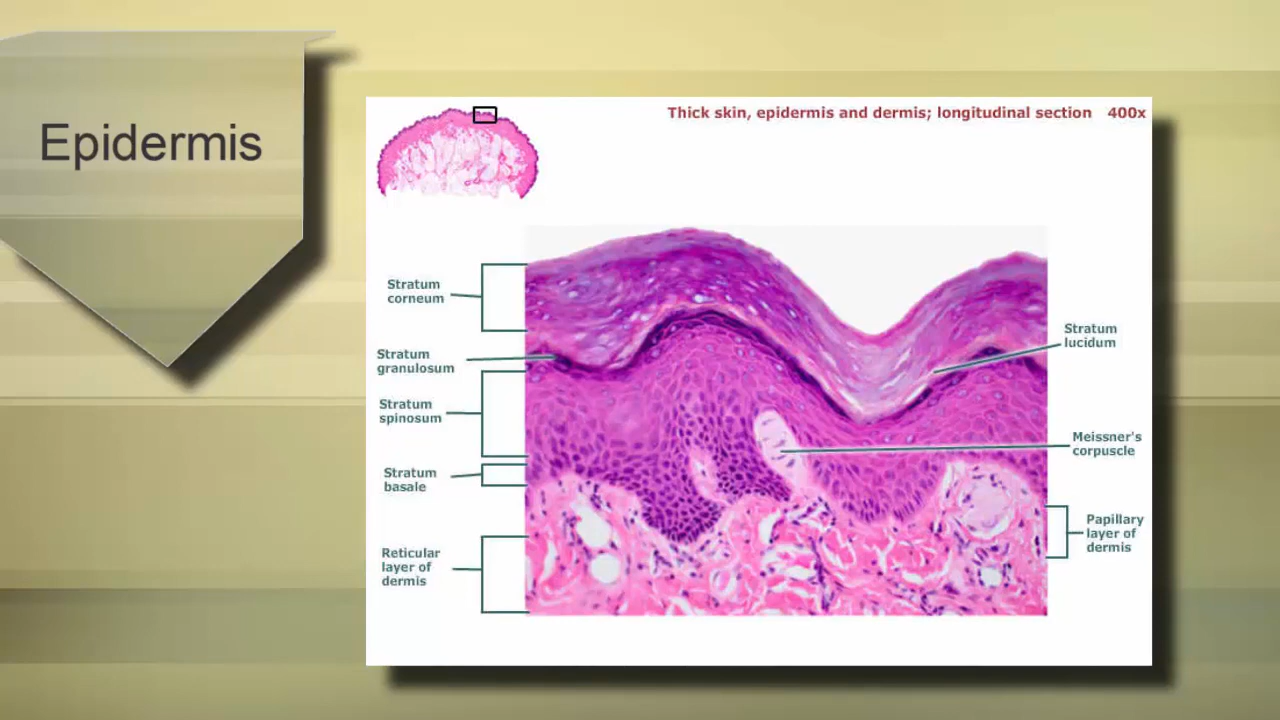 Epidermis
Thick skin, epidermis and dermis; longitudinal section 400x
Stratum
corneum
Stratum
granulosum
Stratum
spinosum
Stratum
basale
Reticular
layer of
dermis
Stratum
lucidum
Meissner's
corpuscle
Papillary
layer of
dermis